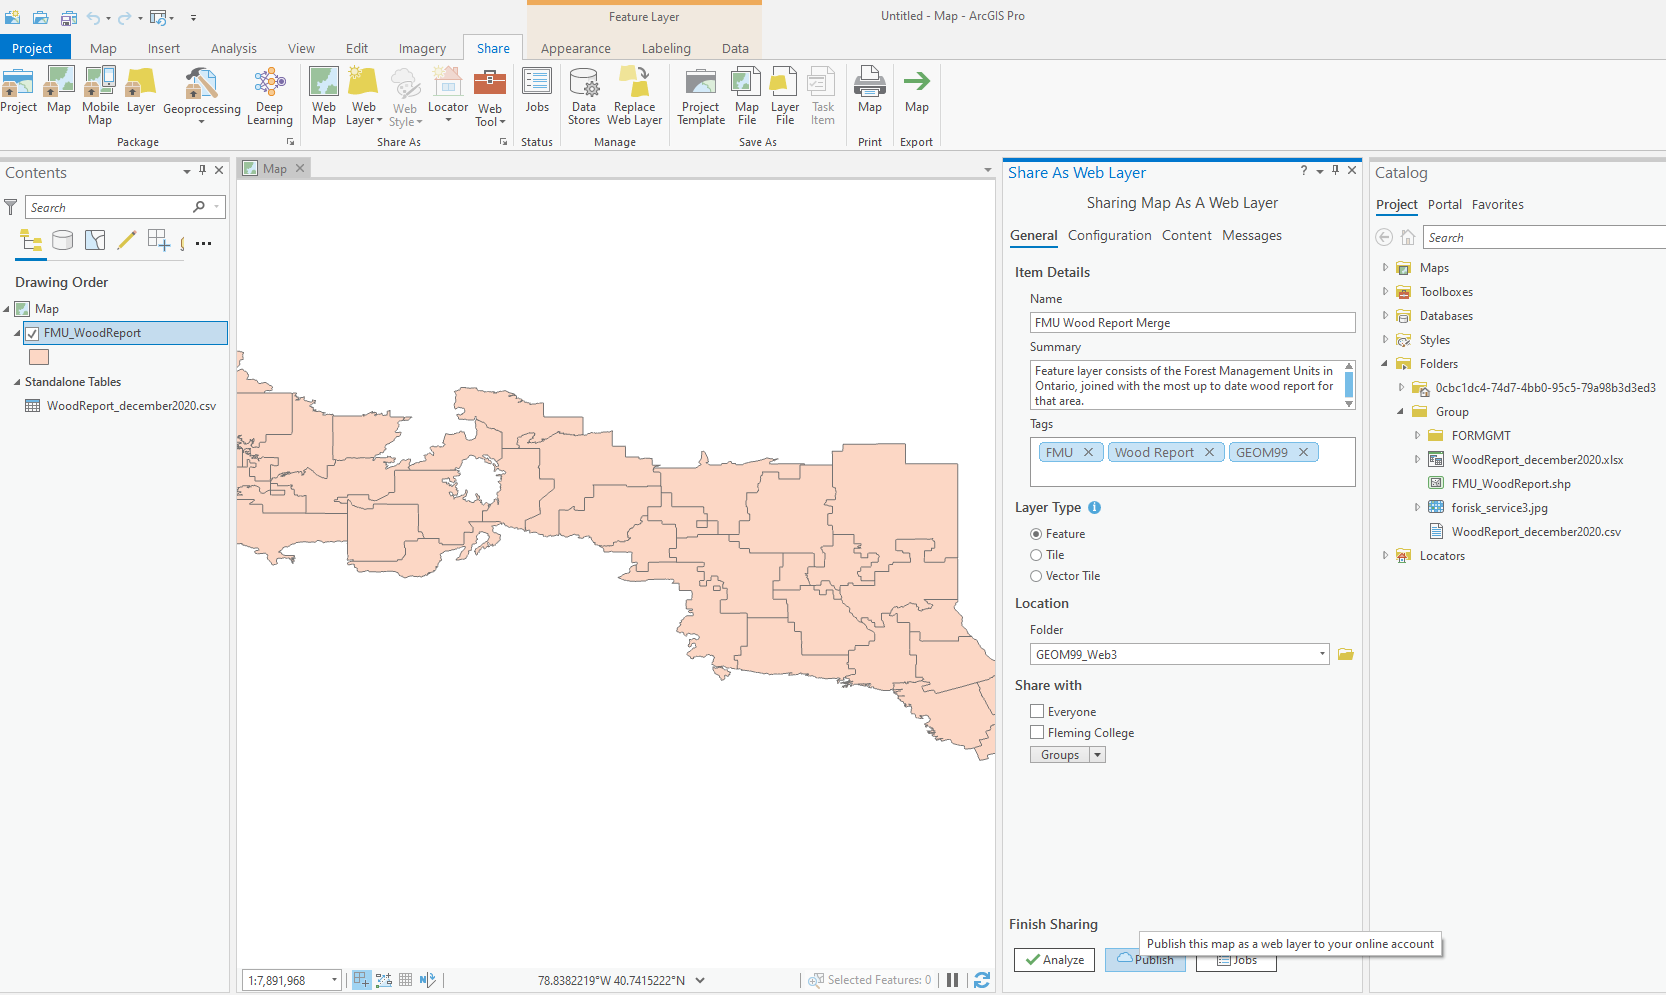 Feature Layer
Untitled - Map - ArcGIS Pro
Project Map Insert Analysis View Edit Imagery Share Appearance Labeling Data
Project Map Mobile Map Layer Geoprocessing Deep Learning
Web Map Web Layer Web Style Locator Web Tool
Jobs
Data Stores Replace Web Layer
Project Template Map File Layer File Task Item
Map
Map
Package Share As Status Manage Save As Print Export
Contents
Search
Drawing Order
Map
FMU_WoodReport
Standalone Tables
WoodReport_december2020.csv
Map
1:7,891,968
78.8382219°W 40.7415222°N
Selected Features: 0
Share As Web Layer
?
Sharing Map As A Web Layer
General Configuration Content Messages
Item Details
Name
FMU Wood Report Merge
Summary
Feature layer consists of the Forest Management Units in
Ontario, joined with the most up to date wood report for
that area.
Tags
FMU Wood Report GEOM99
Layer Type
Feature
Tile
Vector Tile
Location
Folder
GEOM99_Web3
Share with
Everyone
Fleming College
Groups
Finish Sharing
Publish this map as a web layer to your online account
Analyze Publish Jobs
Catalog
Project Portal Favorites
Search
Maps
Toolboxes
Databases
Styles
Folders
0cbc1dc4-74d7-4bb0-95c5-79a98b3d3ed3
Group
FORMGMT
WoodReport_december2020.xlsx
FMU_WoodReport.shp
forisk_service3.jpg
WoodReport_december2020.csv
Locators